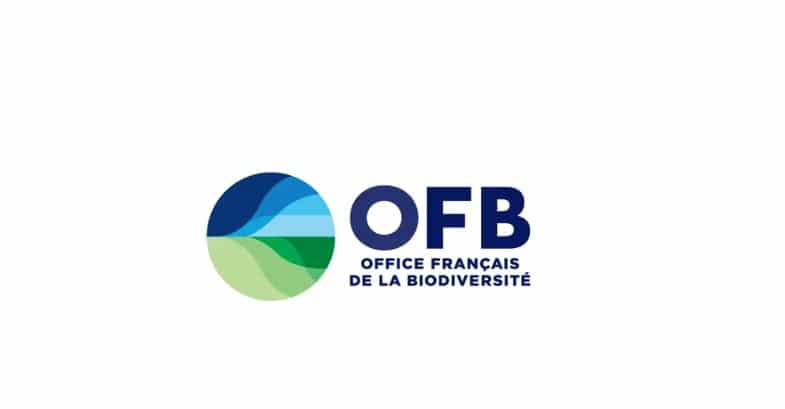 OFB
OFFICE FRANÇAIS
DE LA BIODIVERSITÉ